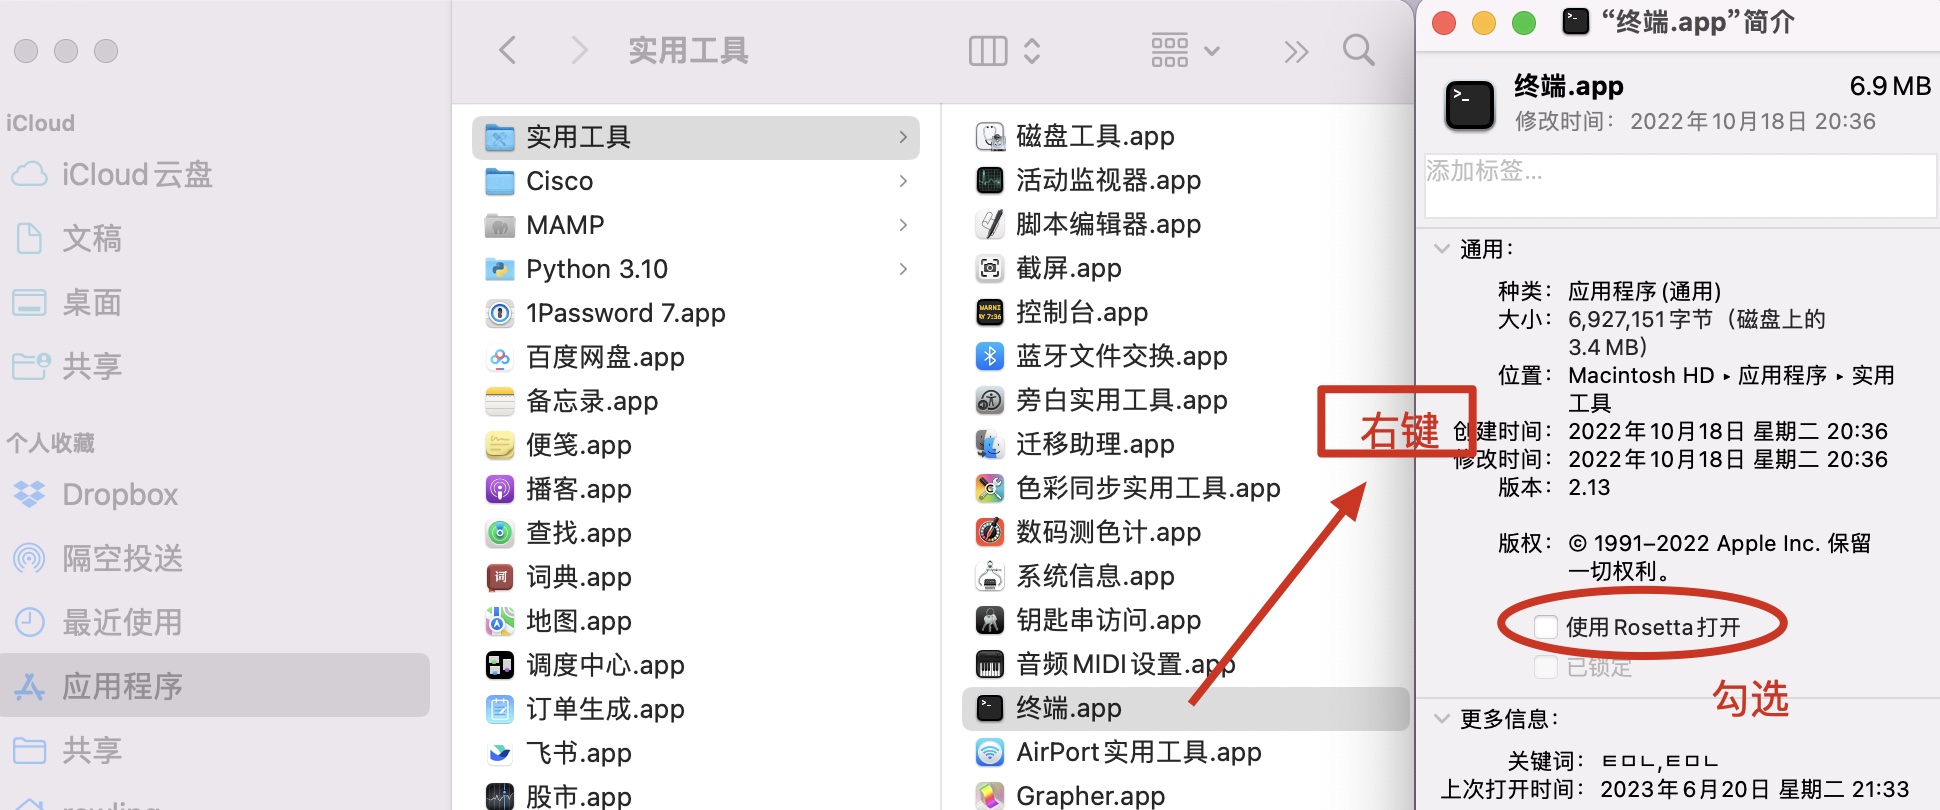 iCloud
iCloud云盘
文稿
桌面
共享
个人收藏
Dropbox
隔空投送
最近使用
应用程序
共享
实用工具
实用工具
Cisco
MAMP
Python 3.10
1Password 7.app
百度网盘.app
备忘录.app
便笺.app
播客.app
查找.app
词典.app
地图.app
调度中心.app
订单生成.app
飞书.app
股市.app
磁盘工具.app
活动监视器.app
脚本编辑器.app
截屏.app
控制台.app
蓝牙文件交换.app
旁白实用工具.app
迁移助理.app
色彩同步实用工具.app
数码测色计.app
系统信息.app
钥匙串访问.app
音频MIDI设置.app
终端.app
AirPort实用工具.app
Grapher.app
右键
“终端.app”简介
终端.app 6.9 MB
修改时间：2022年10月18日 20:36
添加标签...
通用：
种类：应用程序 (通用)
大小：6,927,151字节（磁盘上的
3.4 MB）
位置：Macintosh HD ▸ 应用程序 ▸ 实用
工具
创建时间：2022年10月18日 星期二 20:36
修改时间：2022年10月18日 星期二 20:36
版本：2.13
版权：© 1991–2022 Apple Inc. 保留
一切权利。
使用Rosetta打开
已锁定
勾选
更多信息：
关键词：ㅌㅁㄴ,ㅌㅁㄴ
上次打开时间：2023年6月20日 星期二 21:33